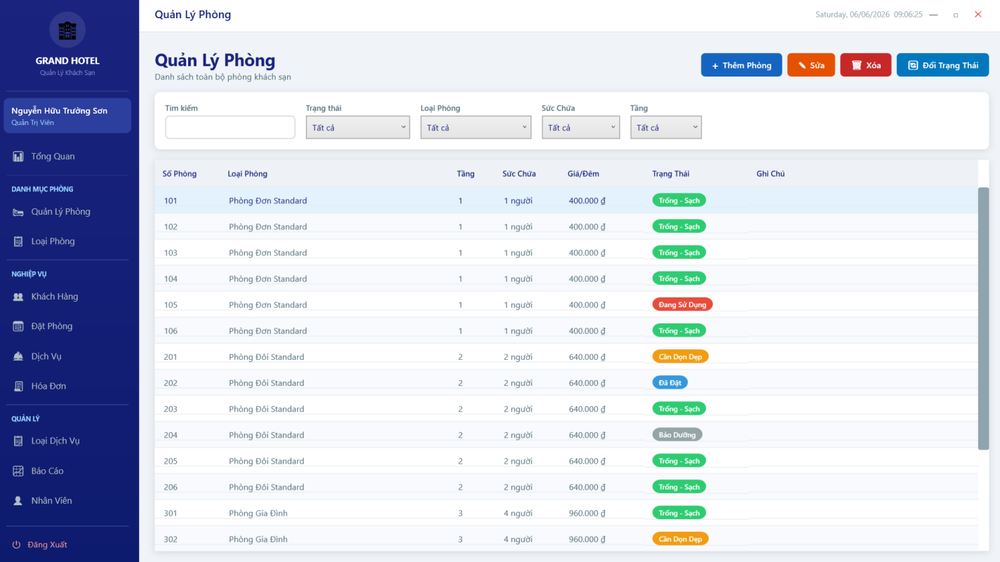 Quản Lý Phòng
Saturday, 06/06/2026 09:06:25
GRAND HOTEL
Quản Lý Khách Sạn
Nguyễn Hữu Trường Sơn
Quản Trị Viên
Tổng Quan
DANH MỤC PHÒNG
Quản Lý Phòng
Loại Phòng
NGHIỆP VỤ
Khách Hàng
Đặt Phòng
Dịch Vụ
Hóa Đơn
QUẢN LÝ
Loại Dịch Vụ
Báo Cáo
Nhân Viên
Đăng Xuất
Quản Lý Phòng
Danh sách toàn bộ phòng khách sạn
+ Thêm Phòng Sửa Xóa Đổi Trạng Thái
Tìm kiếm Trạng thái Loại Phòng Sức Chứa Tầng
Tất cả Tất cả Tất cả Tất cả
Số Phòng Loại Phòng Tầng Sức Chứa Giá/Đêm Trạng Thái Ghi Chú
101 Phòng Đơn Standard 1 1 người 400.000 ₫ Trống - Sạch
102 Phòng Đơn Standard 1 1 người 400.000 ₫ Trống - Sạch
103 Phòng Đơn Standard 1 1 người 400.000 ₫ Trống - Sạch
104 Phòng Đơn Standard 1 1 người 400.000 ₫ Trống - Sạch
105 Phòng Đơn Standard 1 1 người 400.000 ₫ Đang Sử Dụng
106 Phòng Đơn Standard 1 1 người 400.000 ₫ Trống - Sạch
201 Phòng Đôi Standard 2 2 người 640.000 ₫ Cần Dọn Dẹp
202 Phòng Đôi Standard 2 2 người 640.000 ₫ Đã Đặt
203 Phòng Đôi Standard 2 2 người 640.000 ₫ Trống - Sạch
204 Phòng Đôi Standard 2 2 người 640.000 ₫ Bảo Dưỡng
205 Phòng Đôi Standard 2 2 người 640.000 ₫ Trống - Sạch
206 Phòng Đôi Standard 2 2 người 640.000 ₫ Trống - Sạch
301 Phòng Gia Đình 3 4 người 960.000 ₫ Trống - Sạch
302 Phòng Gia Đình 3 4 người 960.000 ₫ Cần Dọn Dẹp